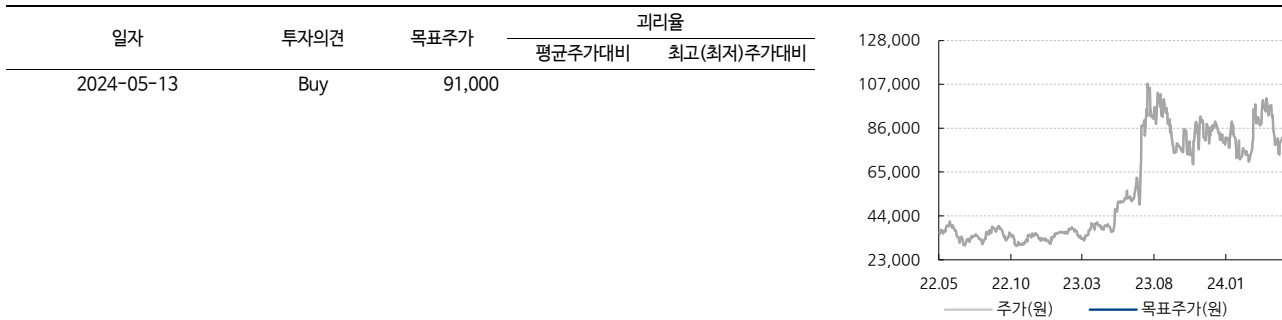 일자 투자의견 목표주가 괴리율
평균주가대비 최고(최저)주가대비
2024-05-13 Buy 91,000
128,000
107,000
86,000
65,000
44,000
23,000
22.05 22.10 23.03 23.08 24.01
주가(원) 목표주가(원)